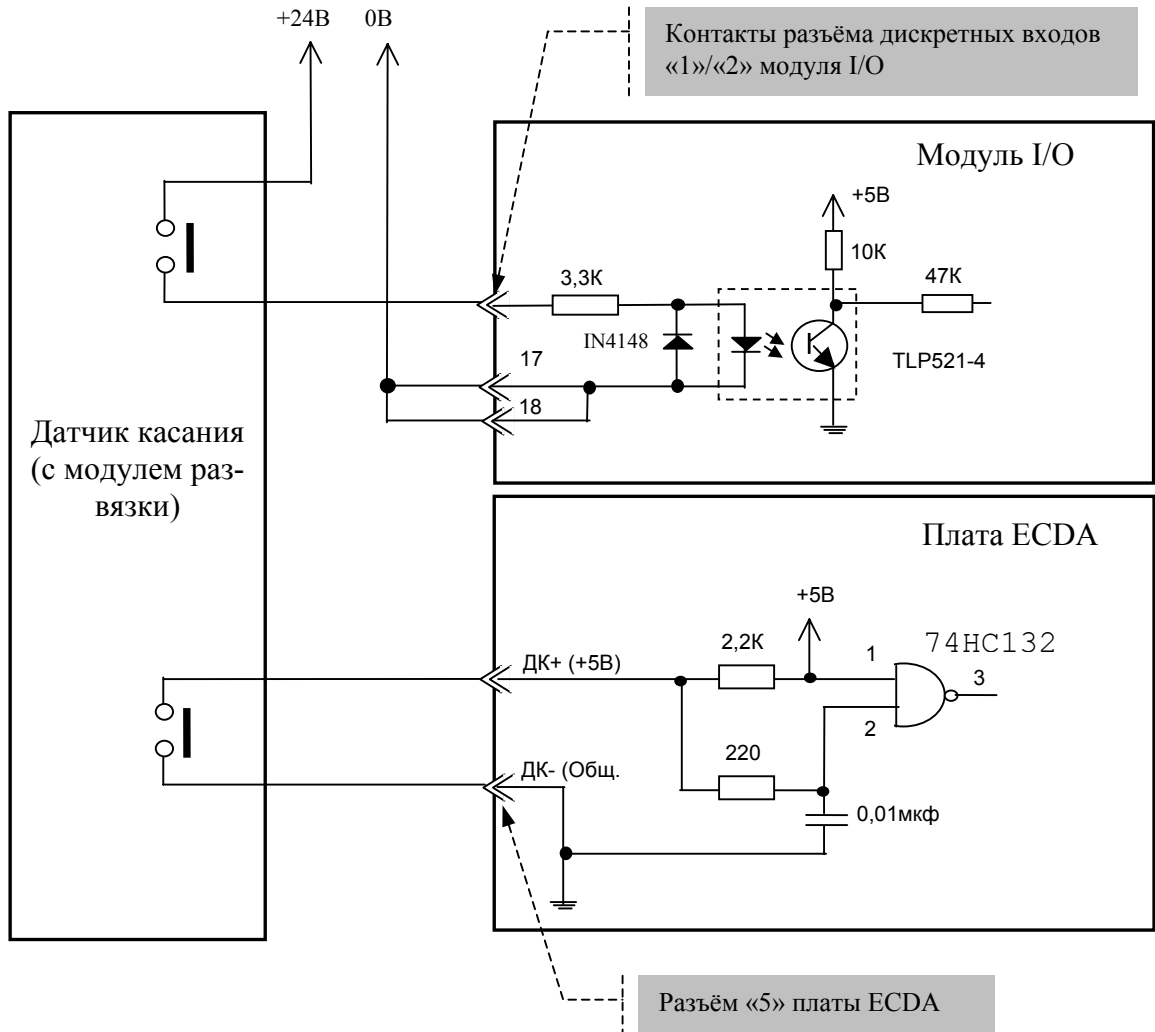 +24В 0В
Контакты разъёма дискретных входов
«1»/«2» модуля I/O
Модуль I/O
+5В
10К
3,3К
47К
IN4148
TLP521-4
17
18
Датчик касания
(с модулем раз-
вязки)
Плата ECDA
+5В
74HC132
2,2К
1
ДК+ (+5В)
3
2
220
ДК- (Общ.
0,01мкф
Разъём «5» платы ECDA